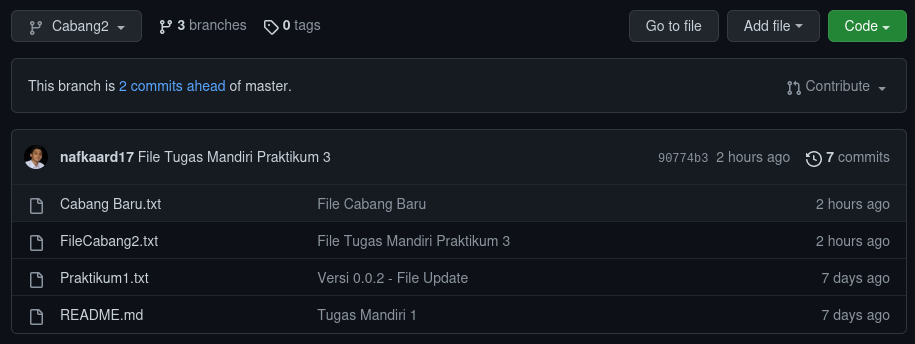 Cabang2 3 branches 0 tags Go to file Add file Code
This branch is 2 commits ahead of master. Contribute
nafkaard17 File Tugas Mandiri Praktikum 3 90774b3 2 hours ago 7 commits
Cabang Baru.txt File Cabang Baru 2 hours ago
FileCabang2.txt File Tugas Mandiri Praktikum 3 2 hours ago
Praktikum1.txt Versi 0.0.2 - File Update 7 days ago
README.md Tugas Mandiri 1 7 days ago